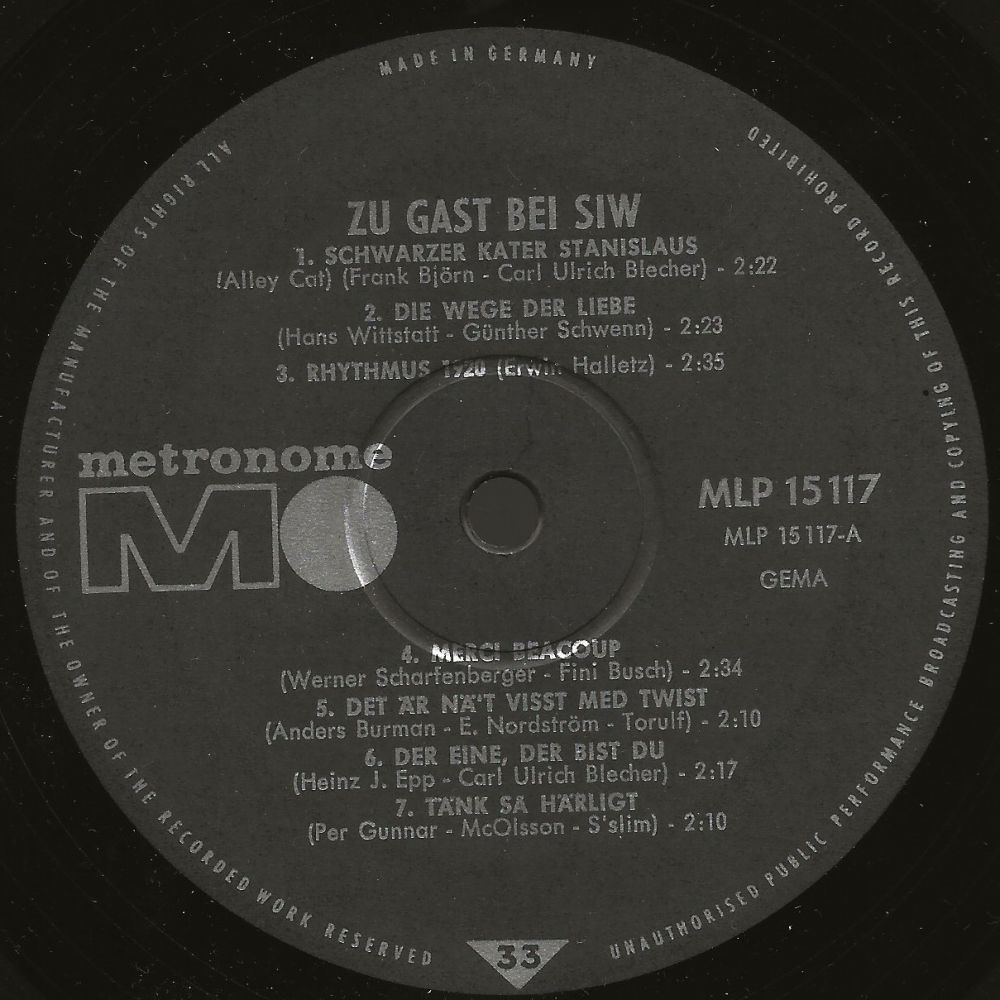 MADE IN GERMANY
ALL RIGHTS OF THE MANUFACTURER AND OF THE OWNER OF THE RECORDED WORK RESERVED
UNAUTHORISED PUBLIC PERFORMANCE BROADCASTING AND COPYING OF THIS RECORD PROHIBITED
ZU GAST BEI SIW
1. SCHWARZER KATER STANISLAUS
(Alley Cat) (Frank Björn - Carl Ulrich Blecher) - 2:22
2. DIE WEGE DER LIEBE
(Hans Wittstatt - Günther Schwenn) - 2:23
3. RHYTHMUS 1920 (Erwin Halletz) - 2:35
metronome
M
MLP 15117
MLP 15117-A
GEMA
4. MERCI BEACOUP
(Werner Scharfenberger - Fini Busch) - 2:34
5. DET ÄR NÄ'T VISST MED TWIST
(Anders Burman - E. Nordström - Torulf) - 2:10
6. DER EINE, DER BIST DU
(Heinz J. Epp - Carl Ulrich Blecher) - 2:17
7. TÄNK SÅ HÄRLIGT
(Per Gunnar - McOlsson - S'slim) - 2:10
33